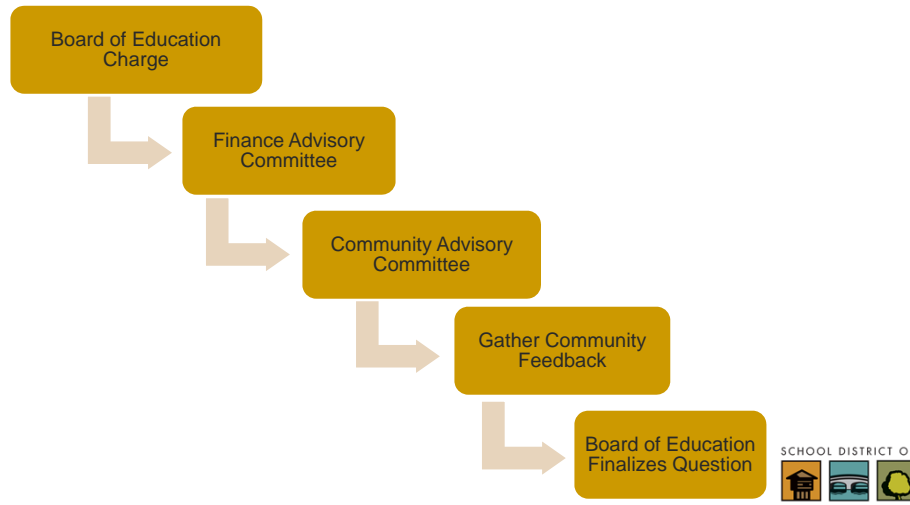 Board of Education
Charge
Finance Advisory
Committee
Community Advisory
Committee
Gather Community
Feedback
Board of Education
Finalizes Question
SCHOOL DISTRICT O